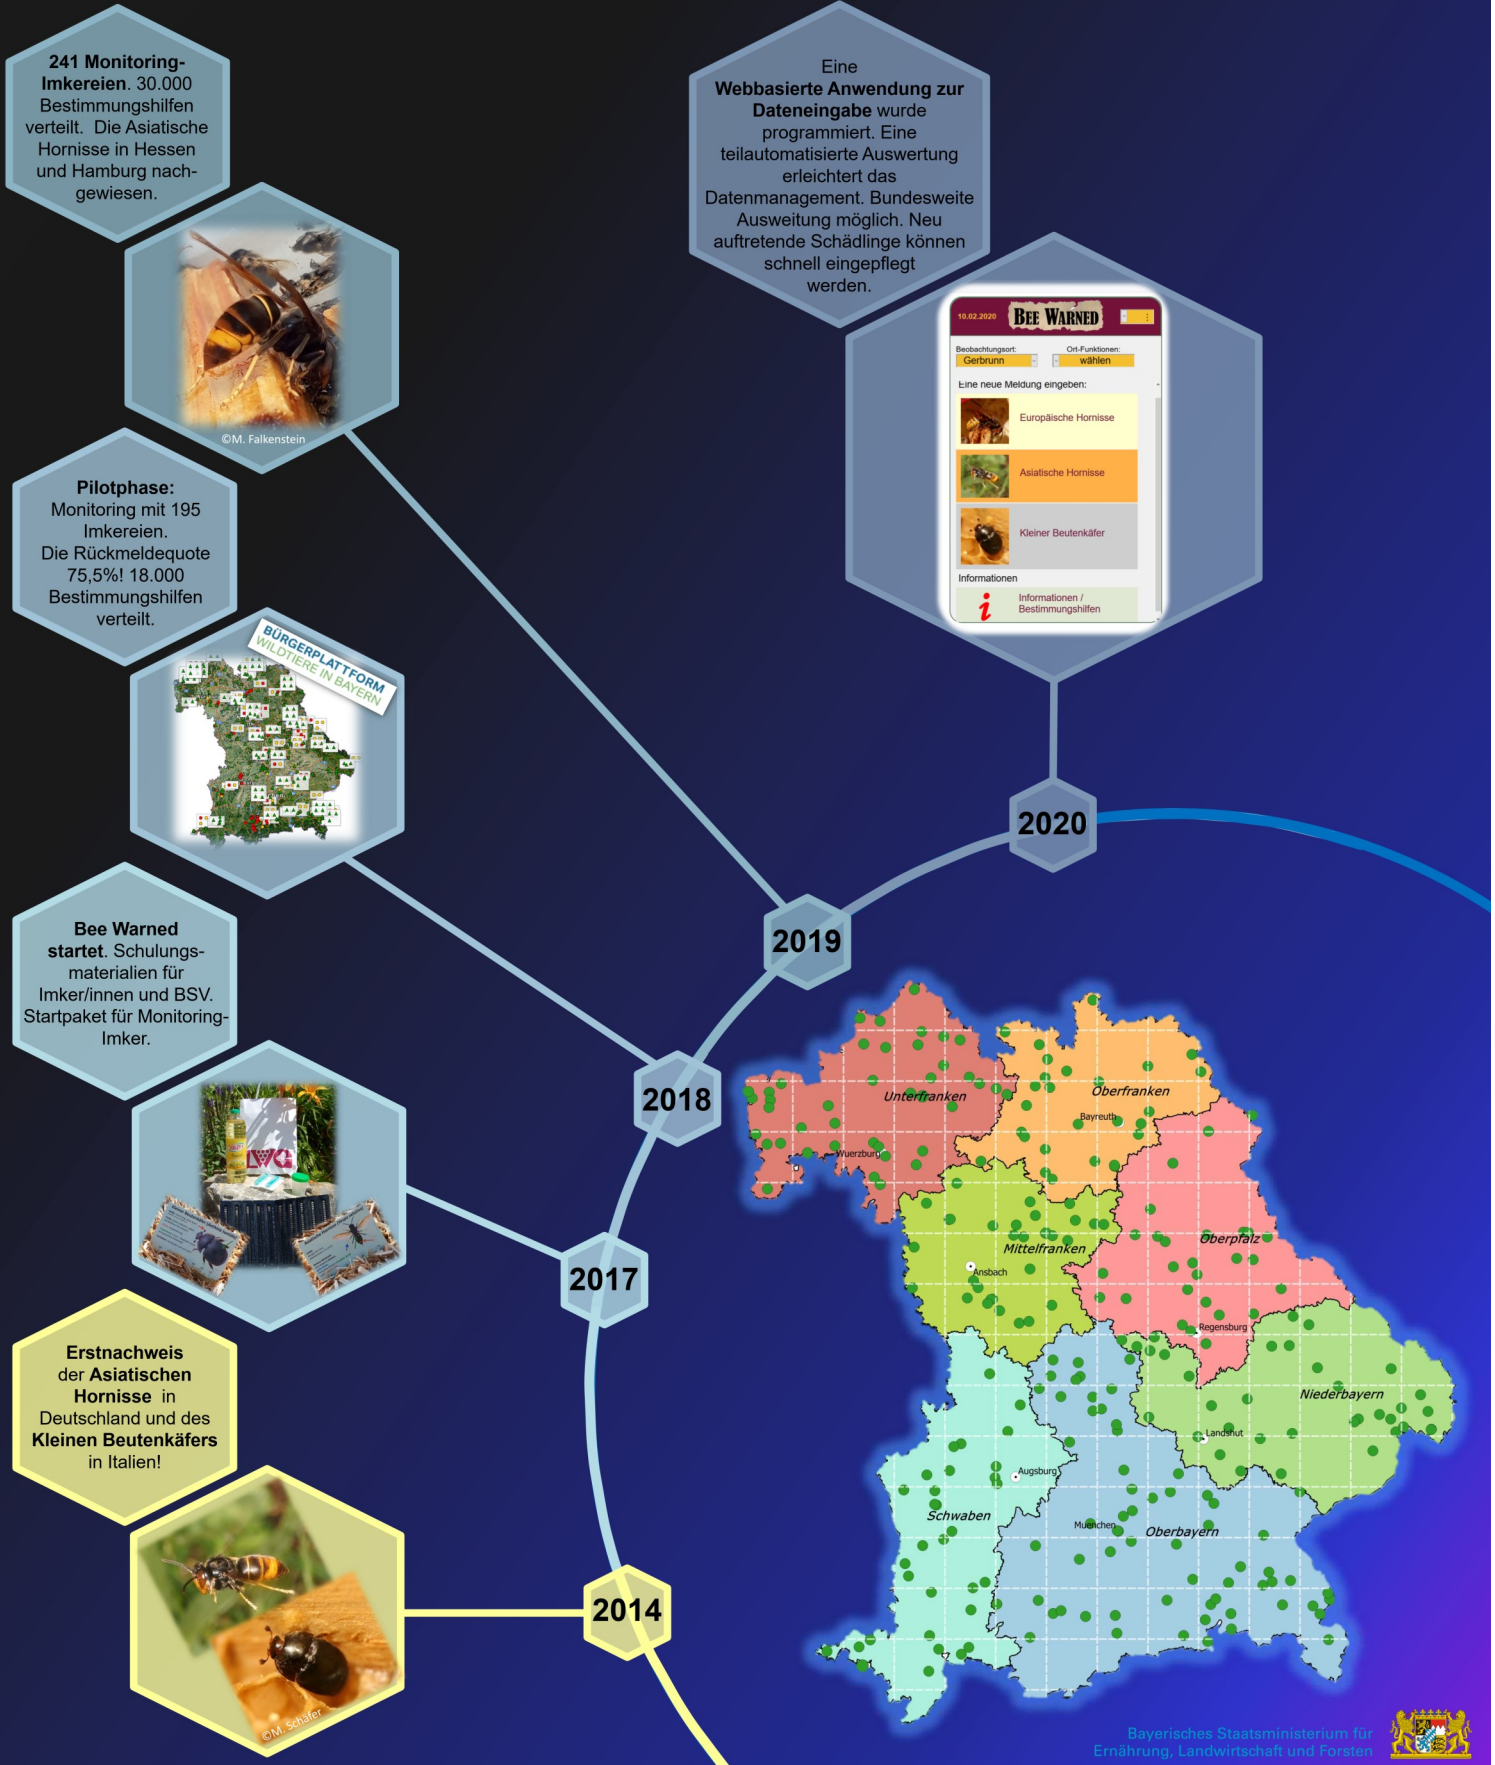 241 Monitoring-
Imkereien. 30.000
Bestimmungshilfen
verteilt. Die Asiatische
Hornisse in Hessen
und Hamburg nach-
gewiesen.
©M. Falkenstein
Eine
Webbasierte Anwendung zur
Dateneingabe wurde
programmiert. Eine
teilautomatisierte Auswertung
erleichtert das
Datenmanagement. Bundesweite
Ausweitung möglich. Neu
auftretende Schädlinge können
schnell eingepflegt
werden.
10.02.2020
BEE WARNED
Beobachtungsort:
Ort-Funktionen:
Gerbrunn
wählen
Eine neue Meldung eingeben:
Europäische Hornisse
Asiatische Hornisse
Kleiner Beutenkäfer
Informationen
Informationen /
Bestimmungshilfen
Pilotphase:
Monitoring mit 195
Imkereien.
Die Rückmeldequote
75,5%! 18.000
Bestimmungshilfen
verteilt.
BÜRGERPLATTFORM
WILDTIERE IN BAYERN
Bee Warned
startet. Schulungs-
materialien für
Imker/innen und BSV.
Startpaket für Monitoring-
Imker.
LWG
Erstnachweis
der Asiatischen
Hornisse in
Deutschland und des
Kleinen Beutenkäfers
in Italien!
©M. Schäfer
2020
2019
2018
2017
2014
Unterfranken
Oberfranken
Bayreuth
Wuerzburg
Mittelfranken
Ansbach
Oberpfalz
Regensburg
Niederbayern
Landshut
Augsburg
Schwaben
Muenchen
Oberbayern
Bayerisches Staatsministerium für
Ernährung, Landwirtschaft und Forsten